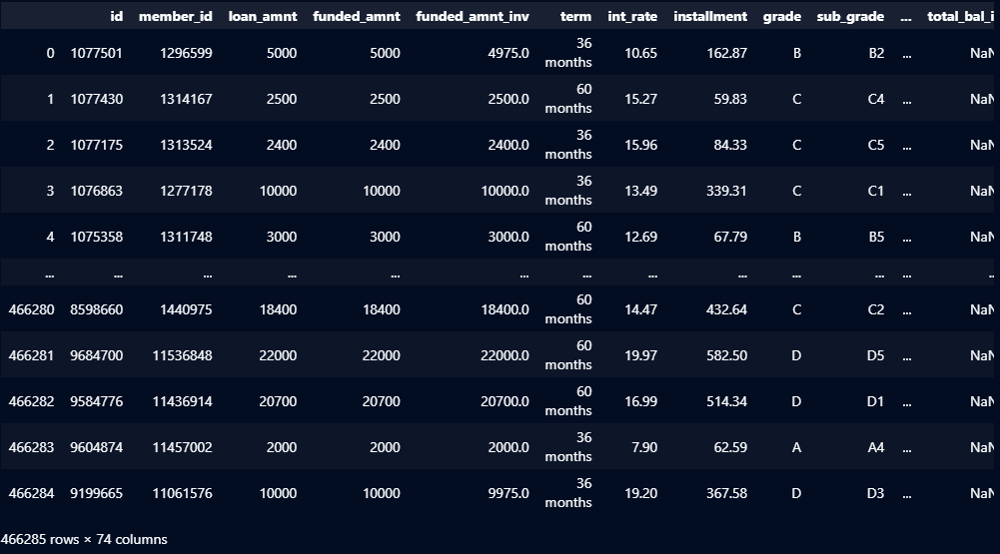 id member_id loan_amnt funded_amnt funded_amnt_inv term int_rate installment grade sub_grade ... total_bal_i
0 1077501 1296599 5000 5000 4975.0 36 months 10.65 162.87 B B2 ... NaN
1 1077430 1314167 2500 2500 2500.0 60 months 15.27 59.83 C C4 ... NaN
2 1077175 1313524 2400 2400 2400.0 36 months 15.96 84.33 C C5 ... NaN
3 1076863 1277178 10000 10000 10000.0 36 months 13.49 339.31 C C1 ... NaN
4 1075358 1311748 3000 3000 3000.0 60 months 12.69 67.79 B B5 ... NaN
... ... ... ... ... ... ... ... ... ... ... ... ...
466280 8598660 1440975 18400 18400 18400.0 60 months 14.47 432.64 C C2 ... NaN
466281 9684700 11536848 22000 22000 22000.0 60 months 19.97 582.50 D D5 ... NaN
466282 9584776 11436914 20700 20700 20700.0 60 months 16.99 514.34 D D1 ... NaN
466283 9604874 11457002 2000 2000 2000.0 36 months 7.90 62.59 A A4 ... NaN
466284 9199665 11061576 10000 10000 9975.0 36 months 19.20 367.58 D D3 ... NaN
466285 rows × 74 columns